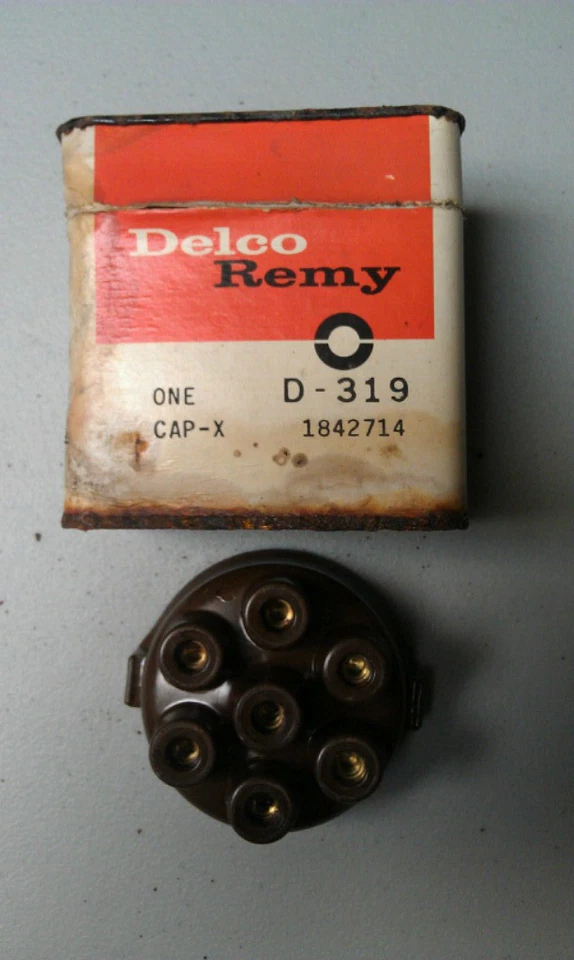 Delco
Remy
ONE D-319
CAP-X 1842714